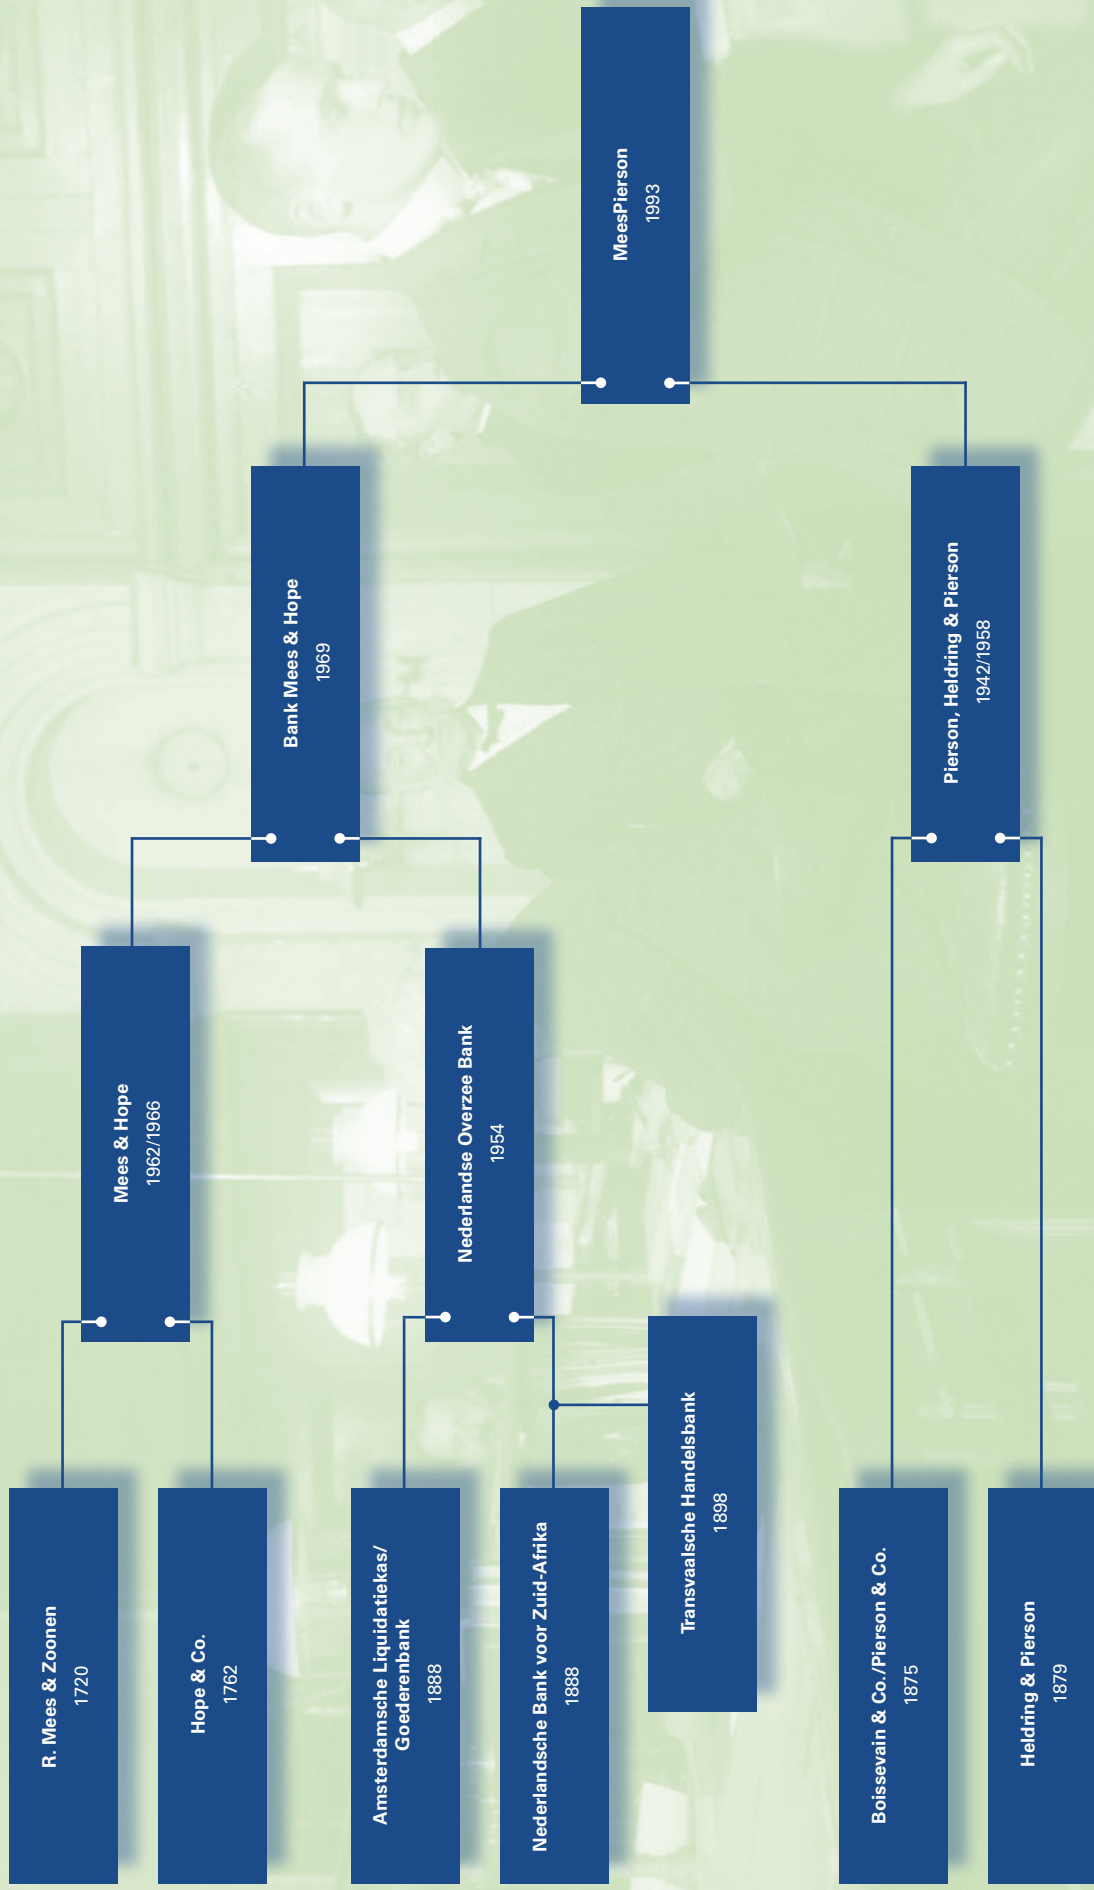 R. Mees & Zoonen
1720
Hope & Co.
1762
Amsterdamsche Liquidatiekas/
Goederenbank
1888
Nederlandsche Bank voor Zuid-Afrika
1888
Transvaalsche Handelsbank
1898
Boissevain & Co./Pierson & Co.
1875
Heldring & Pierson
1879
Mees & Hope
1962/1966
Nederlandse Overzee Bank
1954
Bank Mees & Hope
1969
Pierson, Heldring & Pierson
1942/1958
MeesPierson
1993